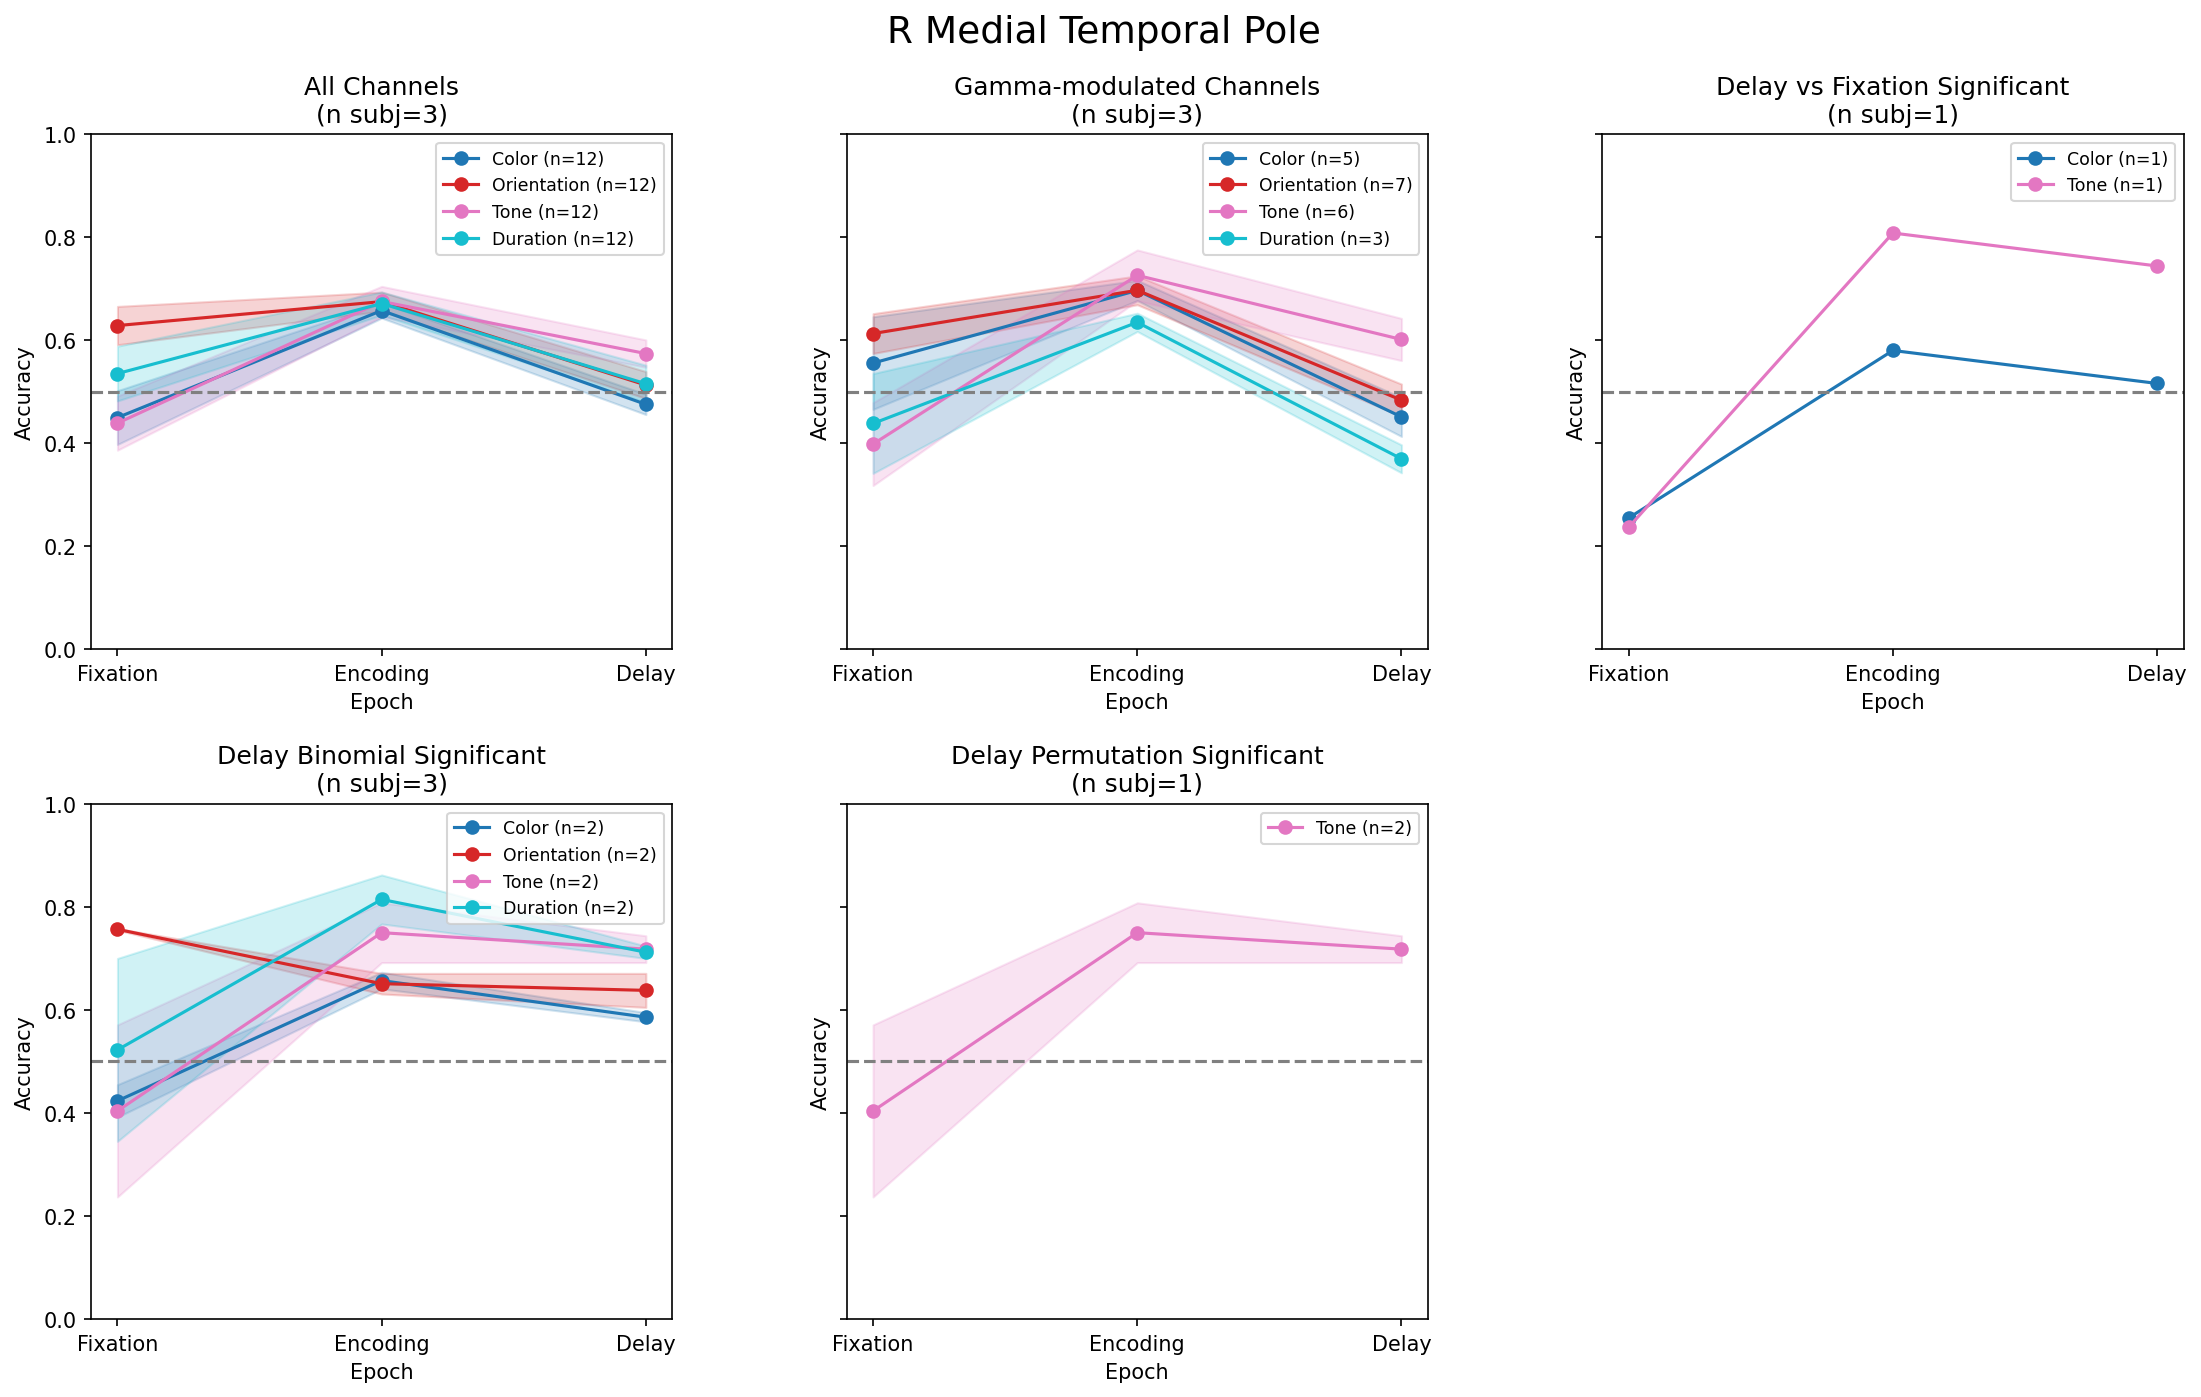 R Medial Temporal Pole
All Channels
(n subj=3)
Accuracy
1.0
0.8
0.6
0.4
0.2
0.0
Color (n=12)
Orientation (n=12)
Tone (n=12)
Duration (n=12)
Fixation Encoding Delay
Epoch
Gamma-modulated Channels
(n subj=3)
Accuracy
Color (n=5)
Orientation (n=7)
Tone (n=6)
Duration (n=3)
Fixation Encoding Delay
Epoch
Delay vs Fixation Significant
(n subj=1)
Accuracy
Color (n=1)
Tone (n=1)
Fixation Encoding Delay
Epoch
Delay Binomial Significant
(n subj=3)
Accuracy
1.0
0.8
0.6
0.4
0.2
0.0
Color (n=2)
Orientation (n=2)
Tone (n=2)
Duration (n=2)
Fixation Encoding Delay
Epoch
Delay Permutation Significant
(n subj=1)
Accuracy
Tone (n=2)
Fixation Encoding Delay
Epoch